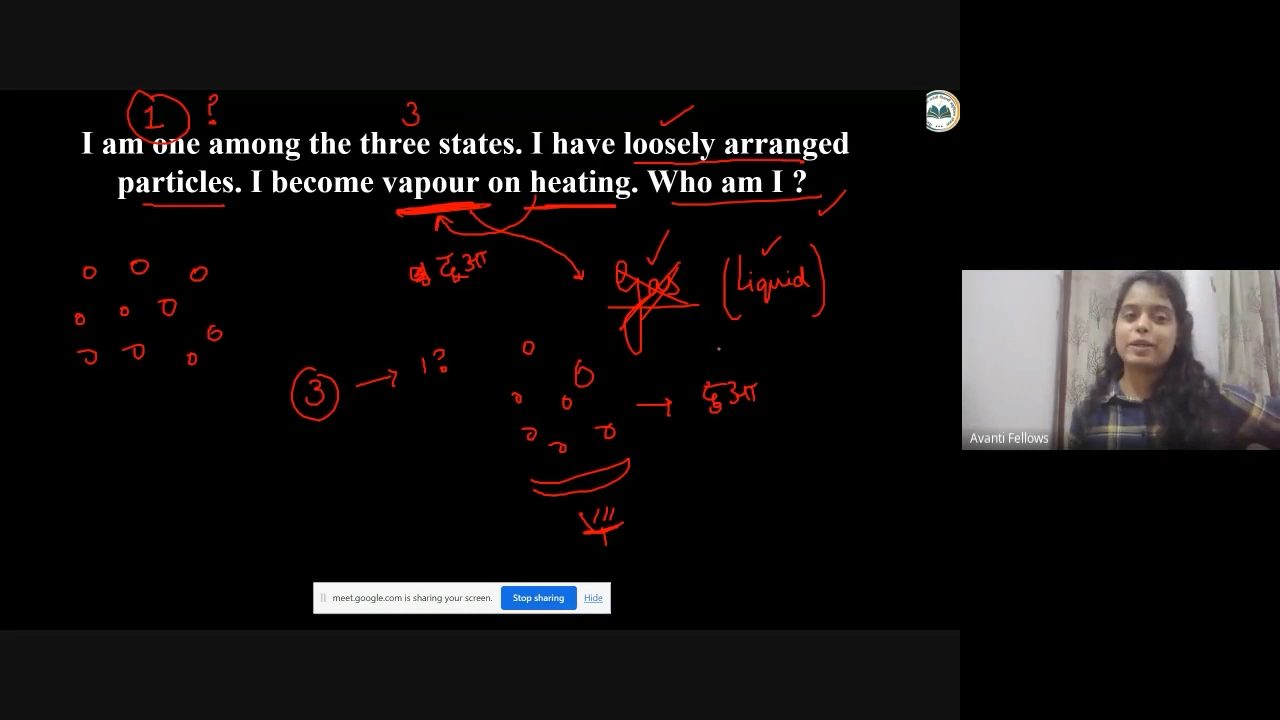 1 ? 3
I am one among the three states. I have loosely arranged
particles. I become vapour on heating. Who am I ?
Gas (Liquid)
3 → 1?
meet.google.com is sharing your screen. Stop sharing Hide
Avanti Fellows